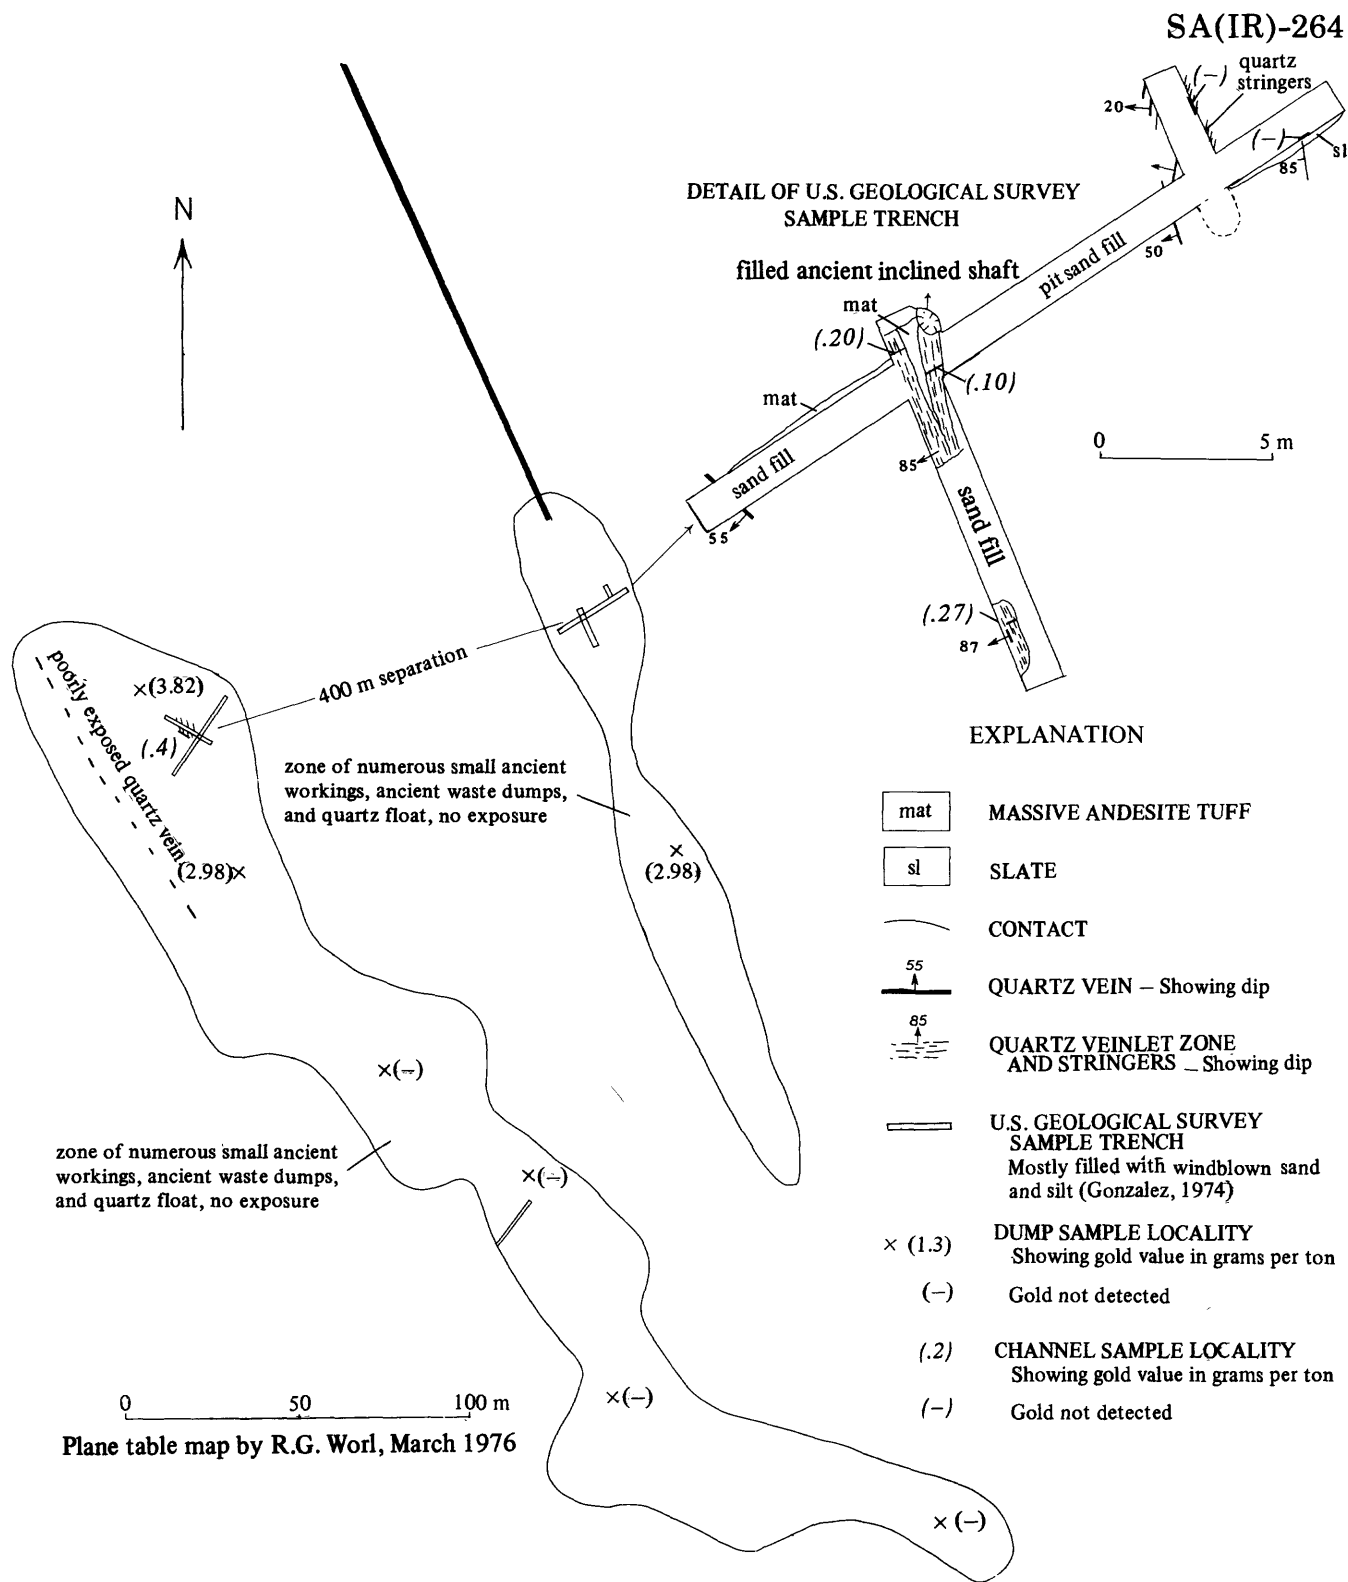 SA(IR)-264
(–) quartz
stringers
20
(–)
sl
85
DETAIL OF U.S. GEOLOGICAL SURVEY
SAMPLE TRENCH
N
50
pit sand fill
filled ancient inclined shaft
mat
(.20)
(.10)
mat
0 5 m
sand fill
85
sand fill
55
(.27)
87
400 m separation
poorly exposed quartz vein
×(3.82)
(.4)
(2.98)×
zone of numerous small ancient
workings, ancient waste dumps,
and quartz float, no exposure
×
(2.98)
×(–)
zone of numerous small ancient
workings, ancient waste dumps,
and quartz float, no exposure
×(–)
×(–)
×(–)
EXPLANATION
mat MASSIVE ANDESITE TUFF
sl SLATE
CONTACT
55
QUARTZ VEIN – Showing dip
85
QUARTZ VEINLET ZONE
AND STRINGERS – Showing dip
U.S. GEOLOGICAL SURVEY
SAMPLE TRENCH
Mostly filled with windblown sand
and silt (Gonzalez, 1974)
× (1.3) DUMP SAMPLE LOCALITY
Showing gold value in grams per ton
(–) Gold not detected
(.2) CHANNEL SAMPLE LOCALITY
Showing gold value in grams per ton
(–) Gold not detected
0 50 100 m
Plane table map by R.G. Worl, March 1976